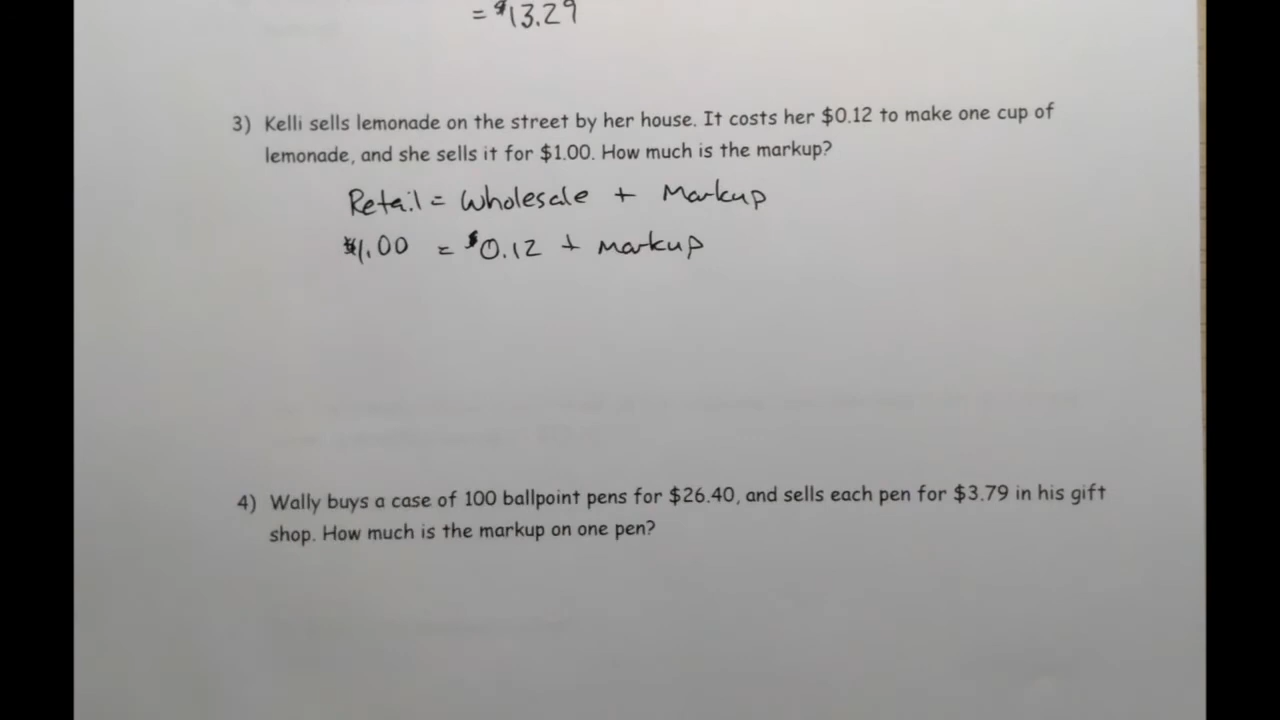 = $13.29
3) Kelli sells lemonade on the street by her house. It costs her $0.12 to make one cup of
lemonade, and she sells it for $1.00. How much is the markup?
Retail = Wholesale + Markup
$1.00 = $0.12 + markup
4) Wally buys a case of 100 ballpoint pens for $26.40, and sells each pen for $3.79 in his gift
shop. How much is the markup on one pen?